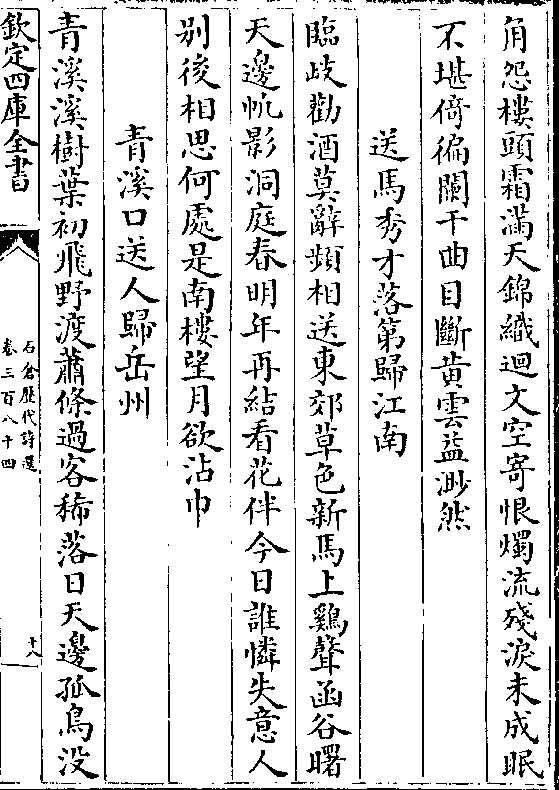 角怨樓頭霜滿天錦織迴文空寄恨燭流殘淚未成眠
不堪倚徧闌干曲目斷黄雲益渺然
送馬秀才落第歸江南
臨歧勸酒莫辭頻相送東郊草色新馬上鷄聲函谷曙
天邊帆影洞庭春明年再結看花伴今日誰憐失意人
别後相思何處是南樓望月欲沾巾
青溪口送人歸岳州
青溪溪樹葉初飛野渡蕭條過客稀落日天邊孤鳥没
欽定四庫全書
石倉歷代詩選
卷三百八十四
十八